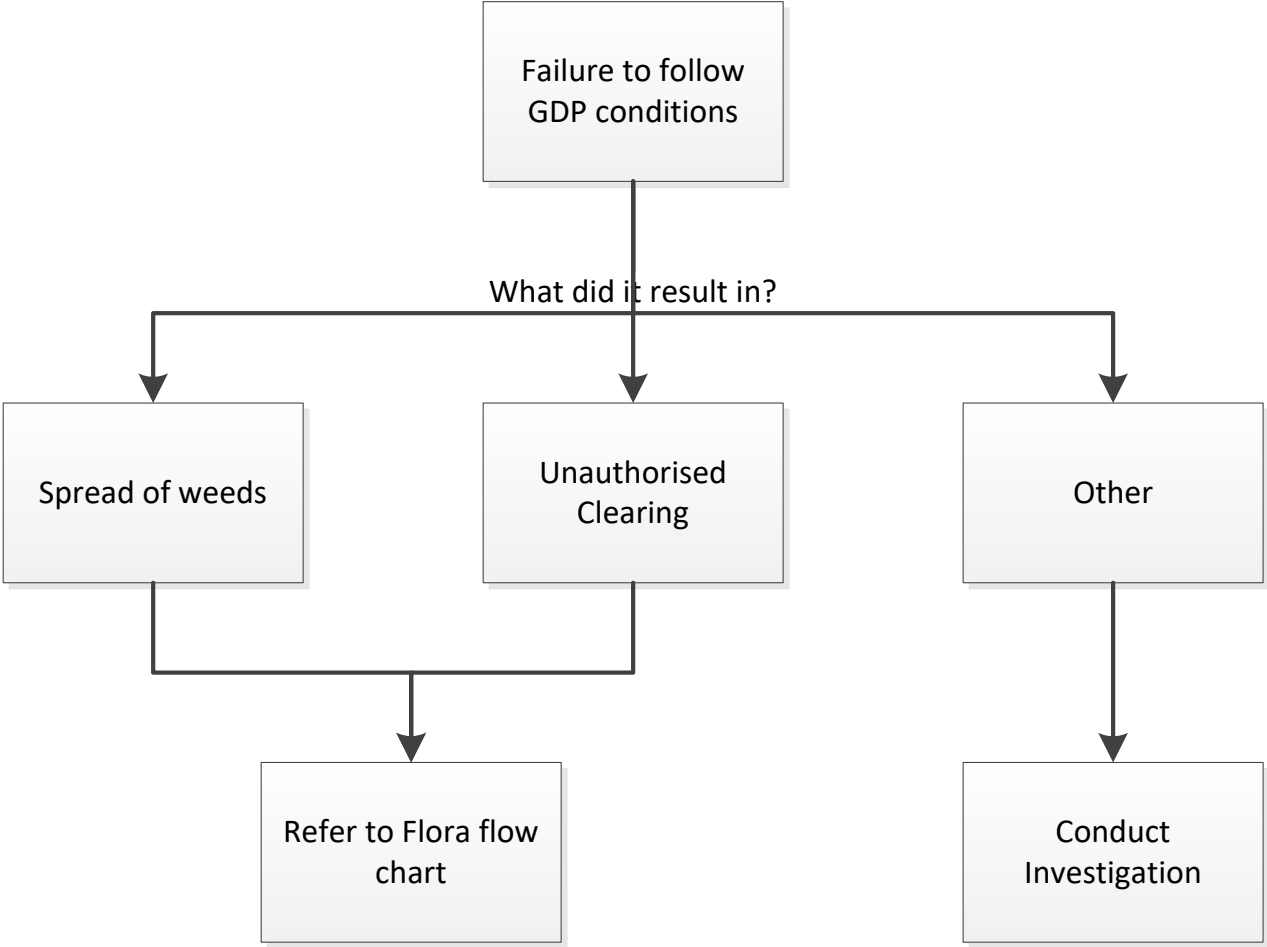 Failure to follow
GDP conditions
What did it result in?
Spread of weeds
Unauthorised
Clearing
Other
Refer to Flora flow
chart
Conduct
Investigation